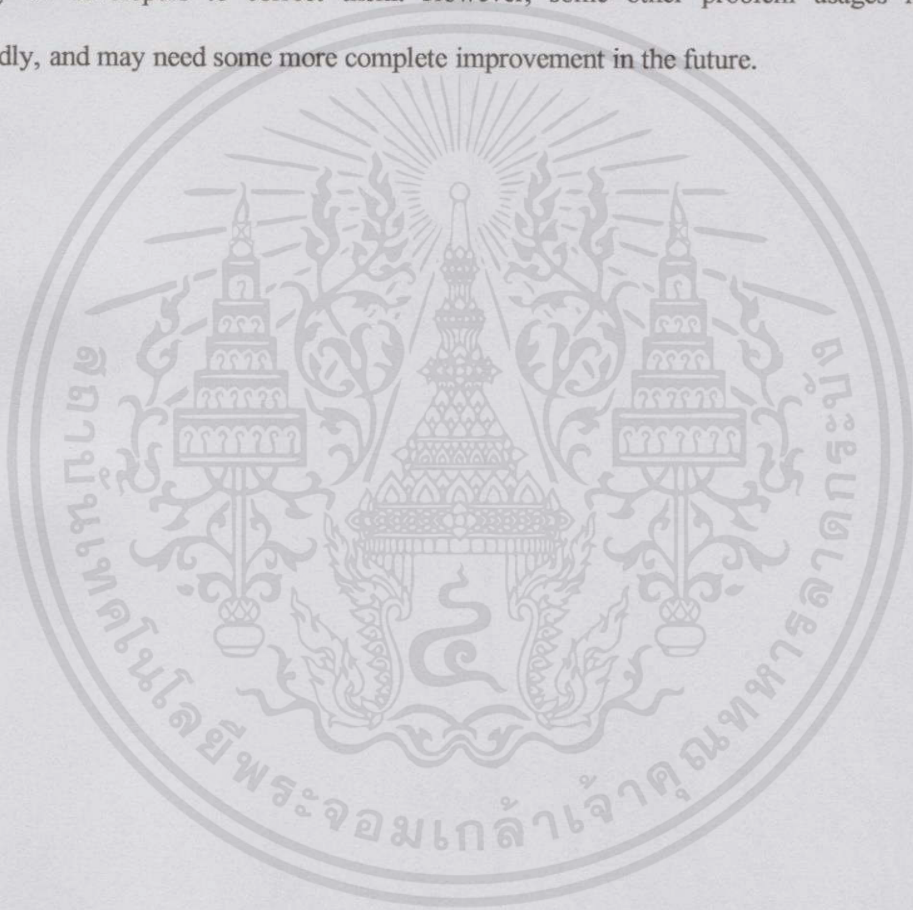 to correct them. However, some other problem usages
and may need some more complete improvement in the future.
สถาบันเทคโนโลยีพระจอมเกล้าเจ้าคุณทหารลาดกระบัง
๔